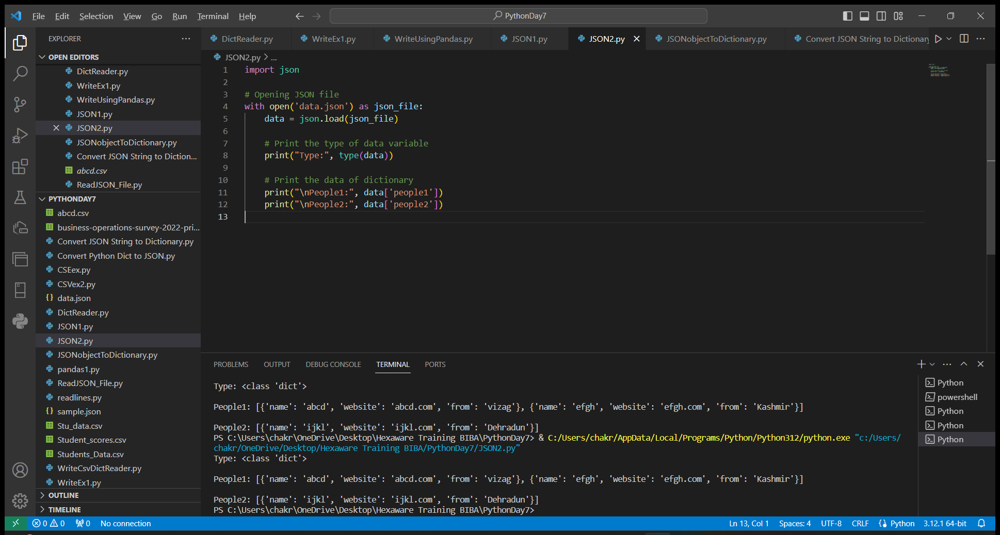 File Edit Selection View Go Run Terminal Help
PythonDay7
EXPLORER
OPEN EDITORS
DictReader.py
WriteEx1.py
WriteUsingPandas.py
JSON1.py
JSON2.py
JSONobjectToDictionary.py
Convert JSON String to Diction...
abcd.csv
ReadJSON_File.py
PYTHONDAY7
abcd.csv
business-operations-survey-2022-pri...
Convert JSON String to Dictionary.py
Convert Python Dict to JSON.py
CSEex.py
CSVex2.py
data.json
DictReader.py
JSON1.py
JSON2.py
JSONobjectToDictionary.py
pandas1.py
ReadJSON_File.py
readlines.py
sample.json
Stu_data.csv
Student_scores.csv
Students_Data.csv
WriteCsvDictReader.py
WriteEx1.py
OUTLINE
TIMELINE
DictReader.py WriteEx1.py WriteUsingPandas.py JSON1.py JSON2.py JSONobjectToDictionary.py Convert JSON String to Dictionary
JSON2.py > ...
1 import json
2
3 # Opening JSON file
4 with open('data.json') as json_file:
5 data = json.load(json_file)
6
7 # Print the type of data variable
8 print("Type:", type(data))
9
10 # Print the data of dictionary
11 print("\nPeople1:", data['people1'])
12 print("\nPeople2:", data['people2'])
13
PROBLEMS OUTPUT DEBUG CONSOLE TERMINAL PORTS
Type: <class 'dict'>
People1: [{'name': 'abcd', 'website': 'abcd.com', 'from': 'vizag'}, {'name': 'efgh', 'website': 'efgh.com', 'from': 'Kashmir'}]
People2: [{'name': 'ijkl', 'website': 'ijkl.com', 'from': 'Dehradun'}]
PS C:\Users\chakr\OneDrive\Desktop\Hexaware Training BIBA\PythonDay7> & C:/Users/chakr/AppData/Local/Programs/Python/Python312/python.exe "c:/Users/
chakr/OneDrive/Desktop/Hexaware Training BIBA/PythonDay7/JSON2.py"
Type: <class 'dict'>
People1: [{'name': 'abcd', 'website': 'abcd.com', 'from': 'vizag'}, {'name': 'efgh', 'website': 'efgh.com', 'from': 'Kashmir'}]
People2: [{'name': 'ijkl', 'website': 'ijkl.com', 'from': 'Dehradun'}]
PS C:\Users\chakr\OneDrive\Desktop\Hexaware Training BIBA\PythonDay7>
Python
powershell
Python
Python
Python
0 0 0 No connection
Ln 13, Col 1 Spaces: 4 UTF-8 CRLF Python 3.12.1 64-bit